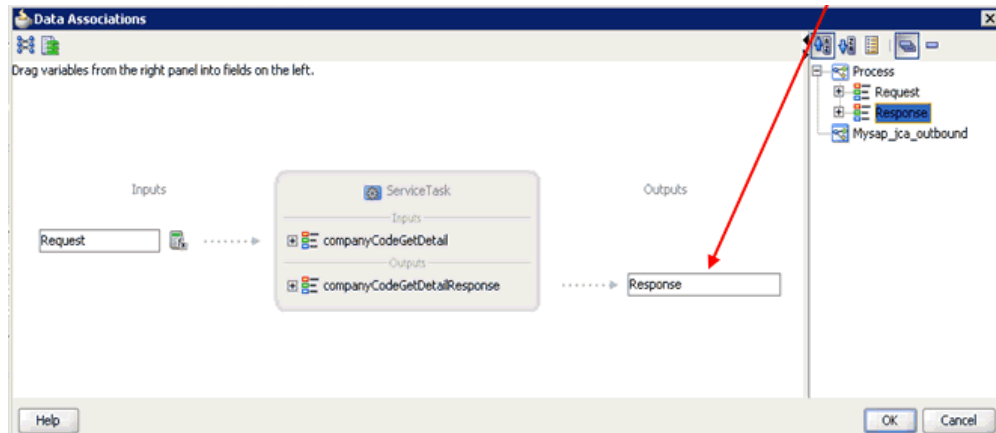 Data Associations
Drag variables from the right panel into fields on the left.
Process
Request
Response
Mysap_jca_outbound
Inputs
ServiceTask
Outputs
Inputs
Request
companyCodeGetDetail
Outputs
companyCodeGetDetailResponse
Response
Help
OK
Cancel